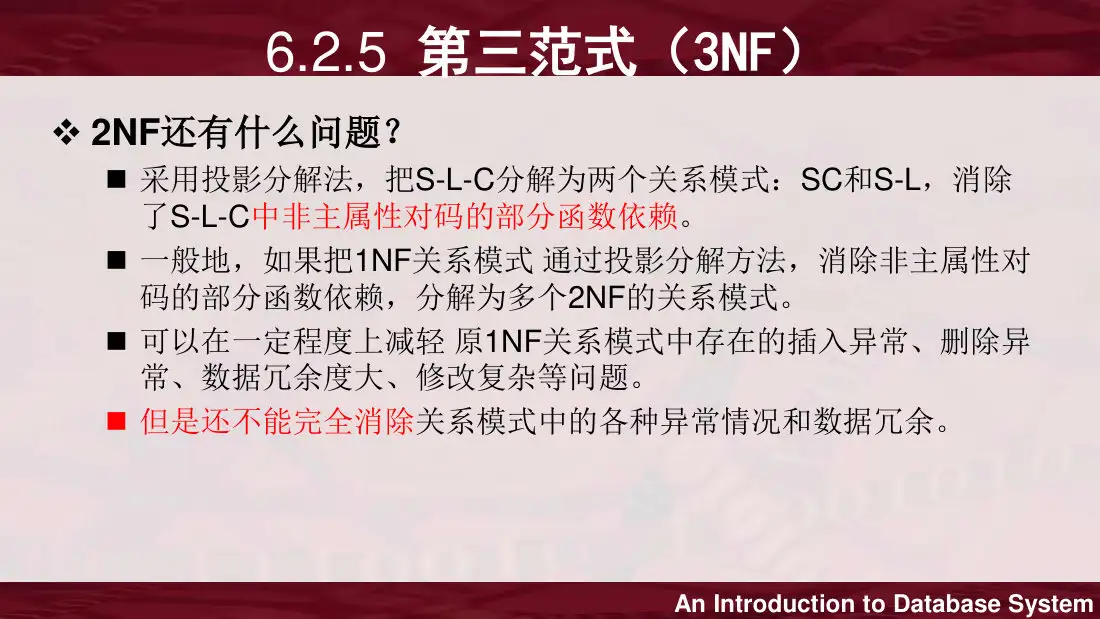 6.2.5 第三范式（3NF）
❖ 2NF还有什么问题？
■ 采用投影分解法，把S-L-C分解为两个关系模式：SC和S-L，消除
了S-L-C中非主属性对码的部分函数依赖。
■ 一般地，如果把1NF关系模式 通过投影分解方法，消除非主属性对
码的部分函数依赖，分解为多个2NF的关系模式。
■ 可以在一定程度上减轻 原1NF关系模式中存在的插入异常、删除异
常、数据冗余度大、修改复杂等问题。
■ 但是还不能完全消除关系模式中的各种异常情况和数据冗余。
An Introduction to Database System